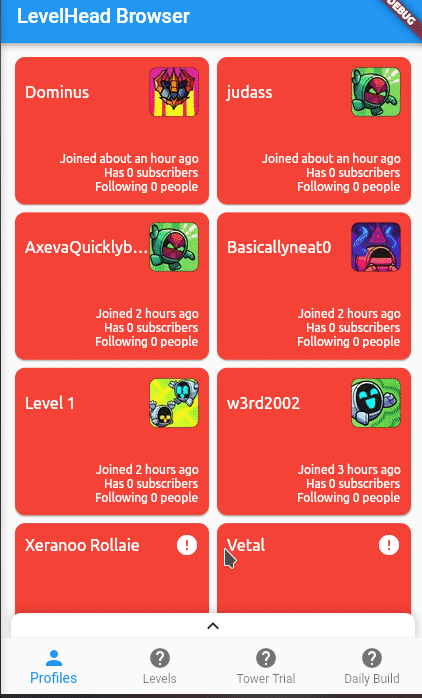 LevelHead Browser
DEBUG
Dominus
Joined about an hour ago
Has 0 subscribers
Following 0 people
judass
Joined about an hour ago
Has 0 subscribers
Following 0 people
AxevaQuicklyb...
Joined 2 hours ago
Has 0 subscribers
Following 0 people
Basicallyneat0
Joined 2 hours ago
Has 0 subscribers
Following 0 people
Level 1
Joined 2 hours ago
Has 0 subscribers
Following 0 people
w3rd2002
Joined 3 hours ago
Has 0 subscribers
Following 0 people
Xeranoo Rollaie
Vetal
Profiles
Levels
Tower Trial
Daily Build